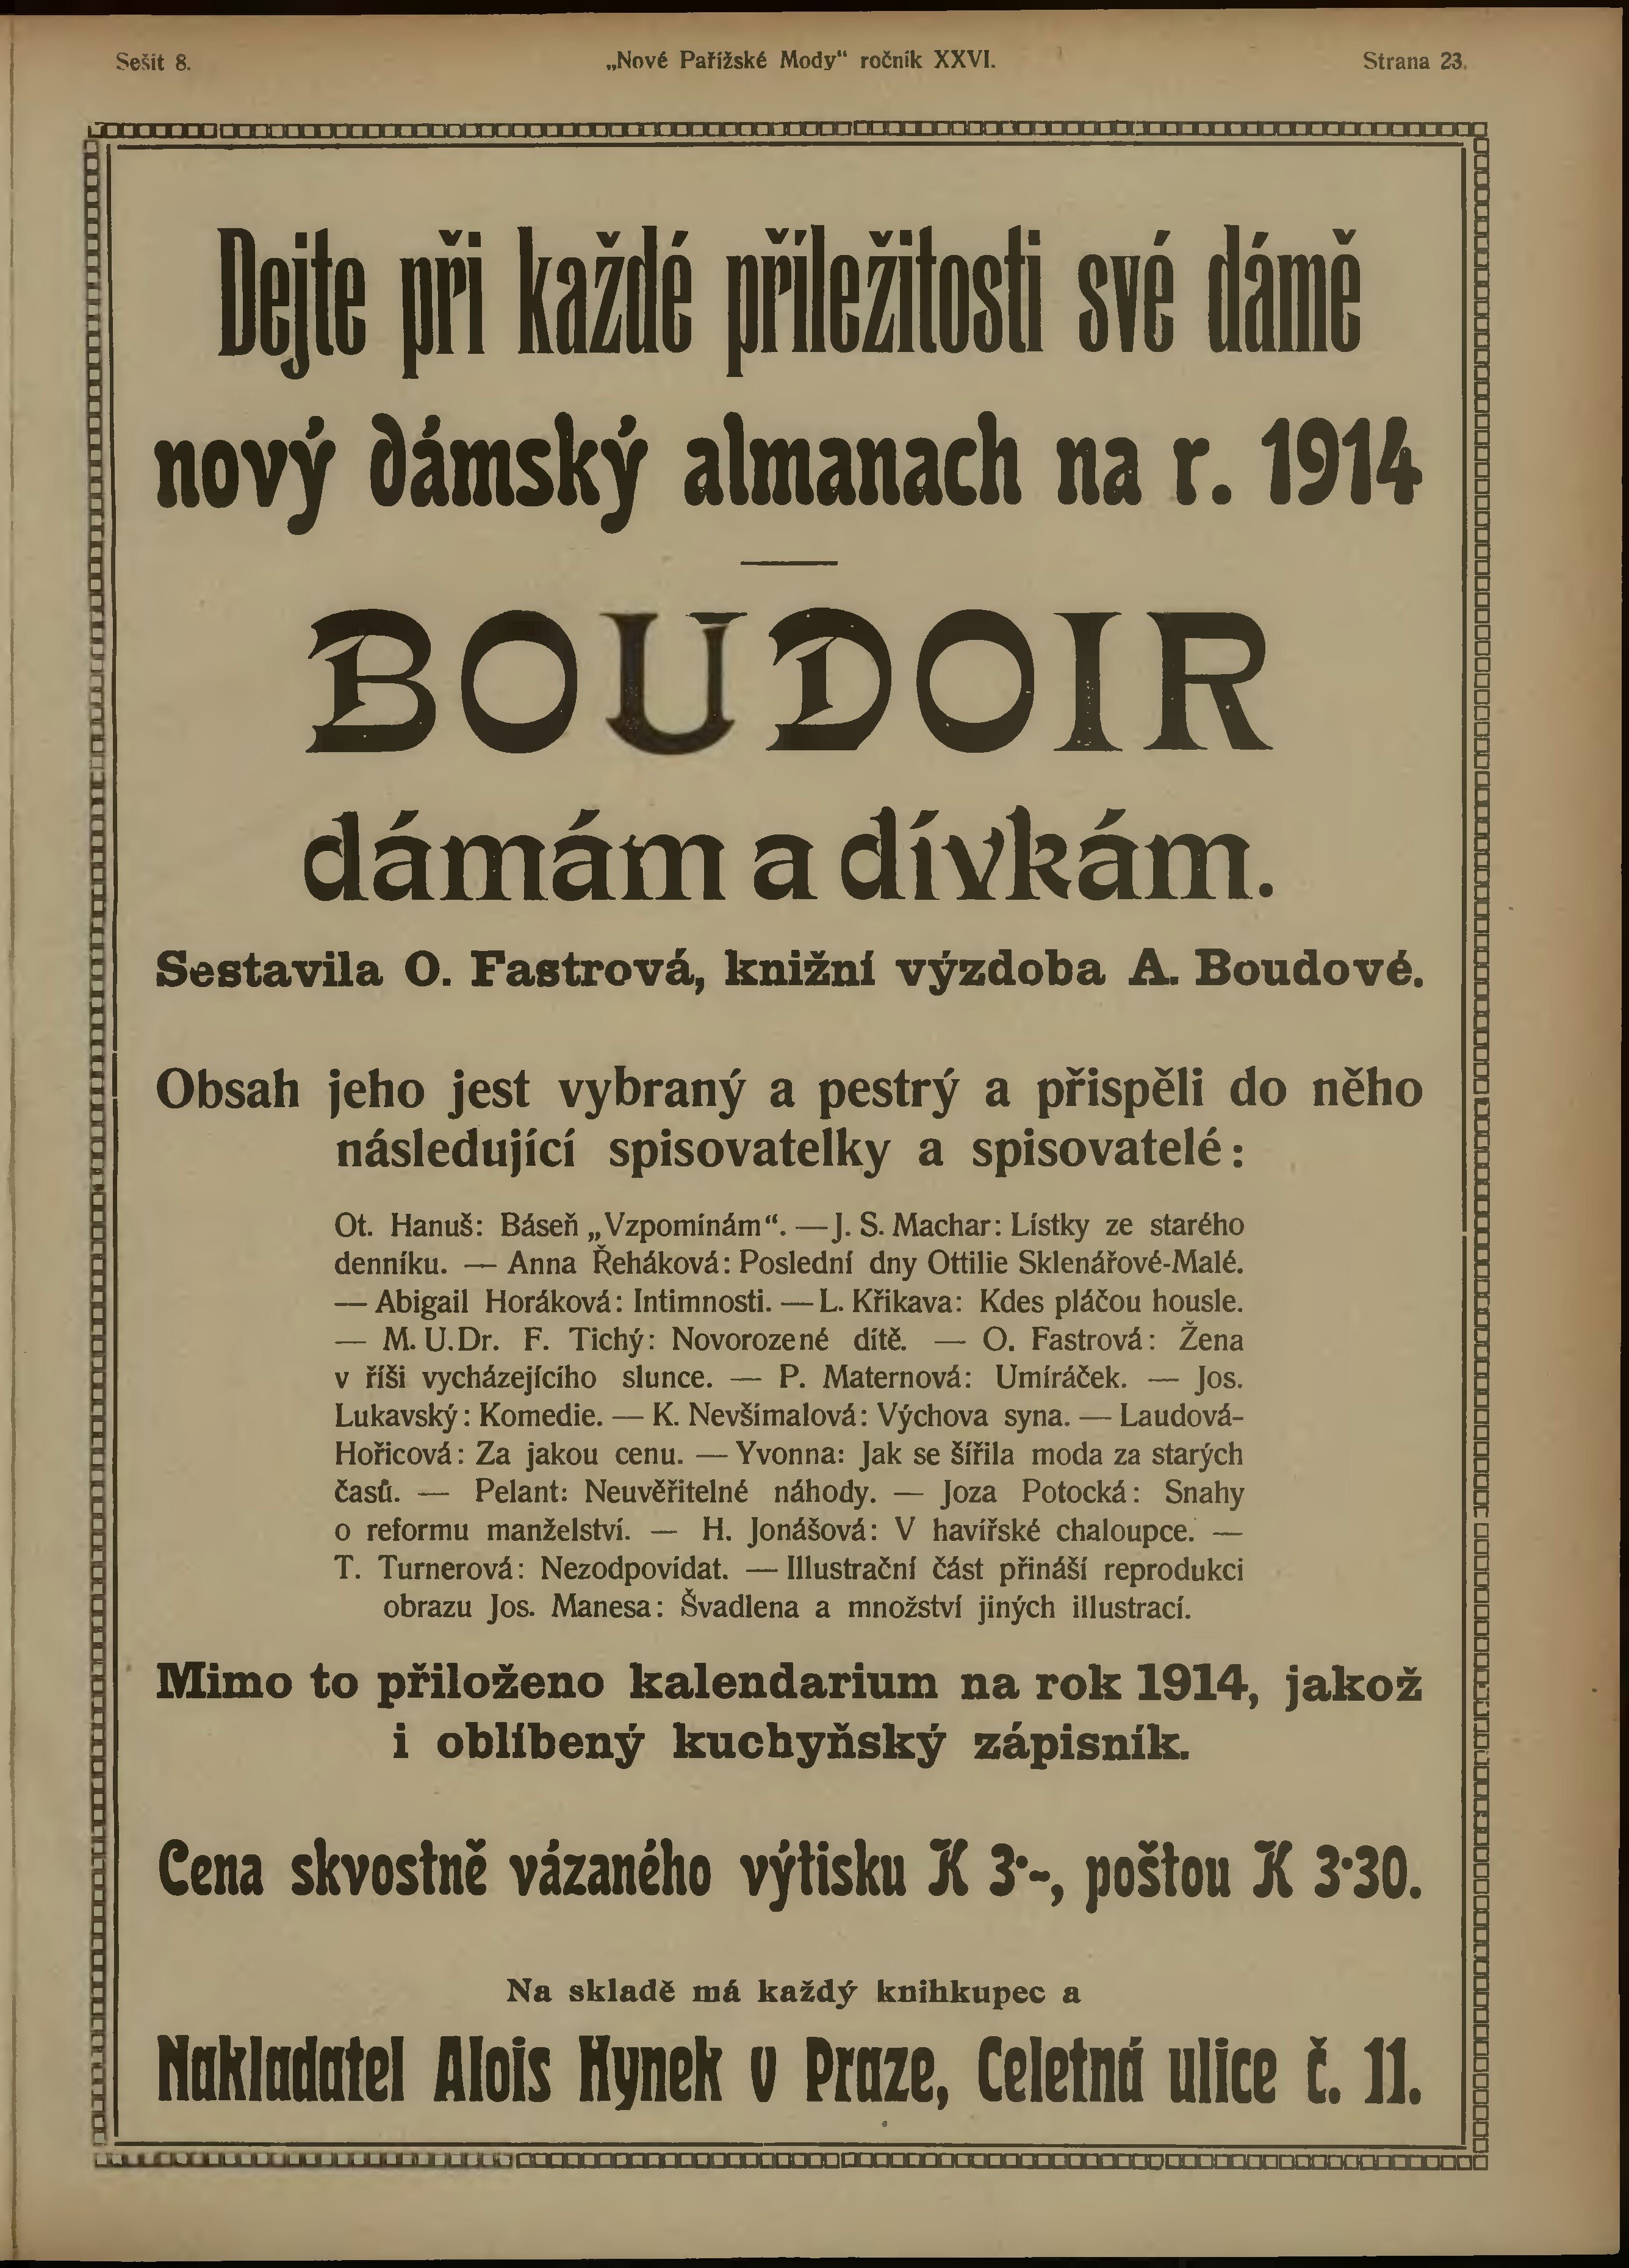 Sešit 8.
„Nové Pařížské Mody“ ročník XXVI.
Strana 23.
Dejte při každé příležitosti své dámě
nový dámský almanach na r. 1914
BOUDOIR
dámám a dívkám.
Sestavila O. Fastrová, knižní výzdoba A. Boudové.
Obsah jeho jest vybraný a pestrý a přispěli do něho
následující spisovatelky a spisovatelé:
Ot. Hanuš: Báseň „Vzpomínám“. — J. S. Machar: Lístky ze starého
denníku. — Anna Řeháková: Poslední dny Ottilie Sklenářové-Malé.
— Abigail Horáková: Intimnosti. — L. Křikava: Kdes pláčou housle.
— M. U. Dr. F. Tichý: Novorozené dítě. — O. Fastrová: Žena
v říši vycházejícího slunce. — P. Maternová: Umíráček. — Jos.
Lukavský: Komedie. — K. Nevšímalová: Výchova syna. — Laudová-
Hořicová: Za jakou cenu. — Yvonna: Jak se šířila moda za starých
časů. — Pelant: Neuvěřitelné náhody. — Joza Potocká: Snahy
o reformu manželství. — H. Jonášová: V havířské chaloupce. —
T. Turnerová: Nezodpovídat. — Illustrační část přináší reprodukci
obrazu Jos. Manesa: Švadlena a množství jiných illustrací.
Mimo to přiloženo kalendarium na rok 1914, jakož
i oblíbený kuchyňský zápisník.
Cena skvostně vázaného výtisku K 3·-, poštou K 3·30.
Na skladě má každý knihkupec a
Nakladatel Alois Hynek v Praze, Celetná ulice č. 11.